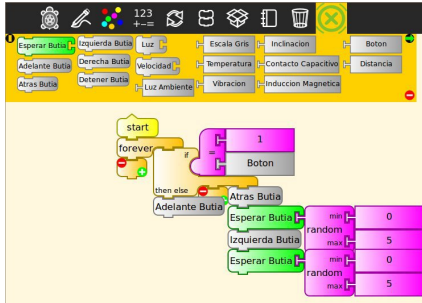 123
+-=
Esperar Butia Izquierda Butia Luz Escala Gris Inclinacion Boton
Adelante Butia Derecha Butia Velocidad Temperatura Contacto Capacitivo Distancia
Atras Butia Detener Butia Luz Ambiente Vibracion Induccion Magnetica
start
forever
if
=
1
Boton
then else
Adelante Butia
Atras Butia
Esperar Butia
min 0
random
max 5
Izquierda Butia
Esperar Butia
min 0
random
max 5